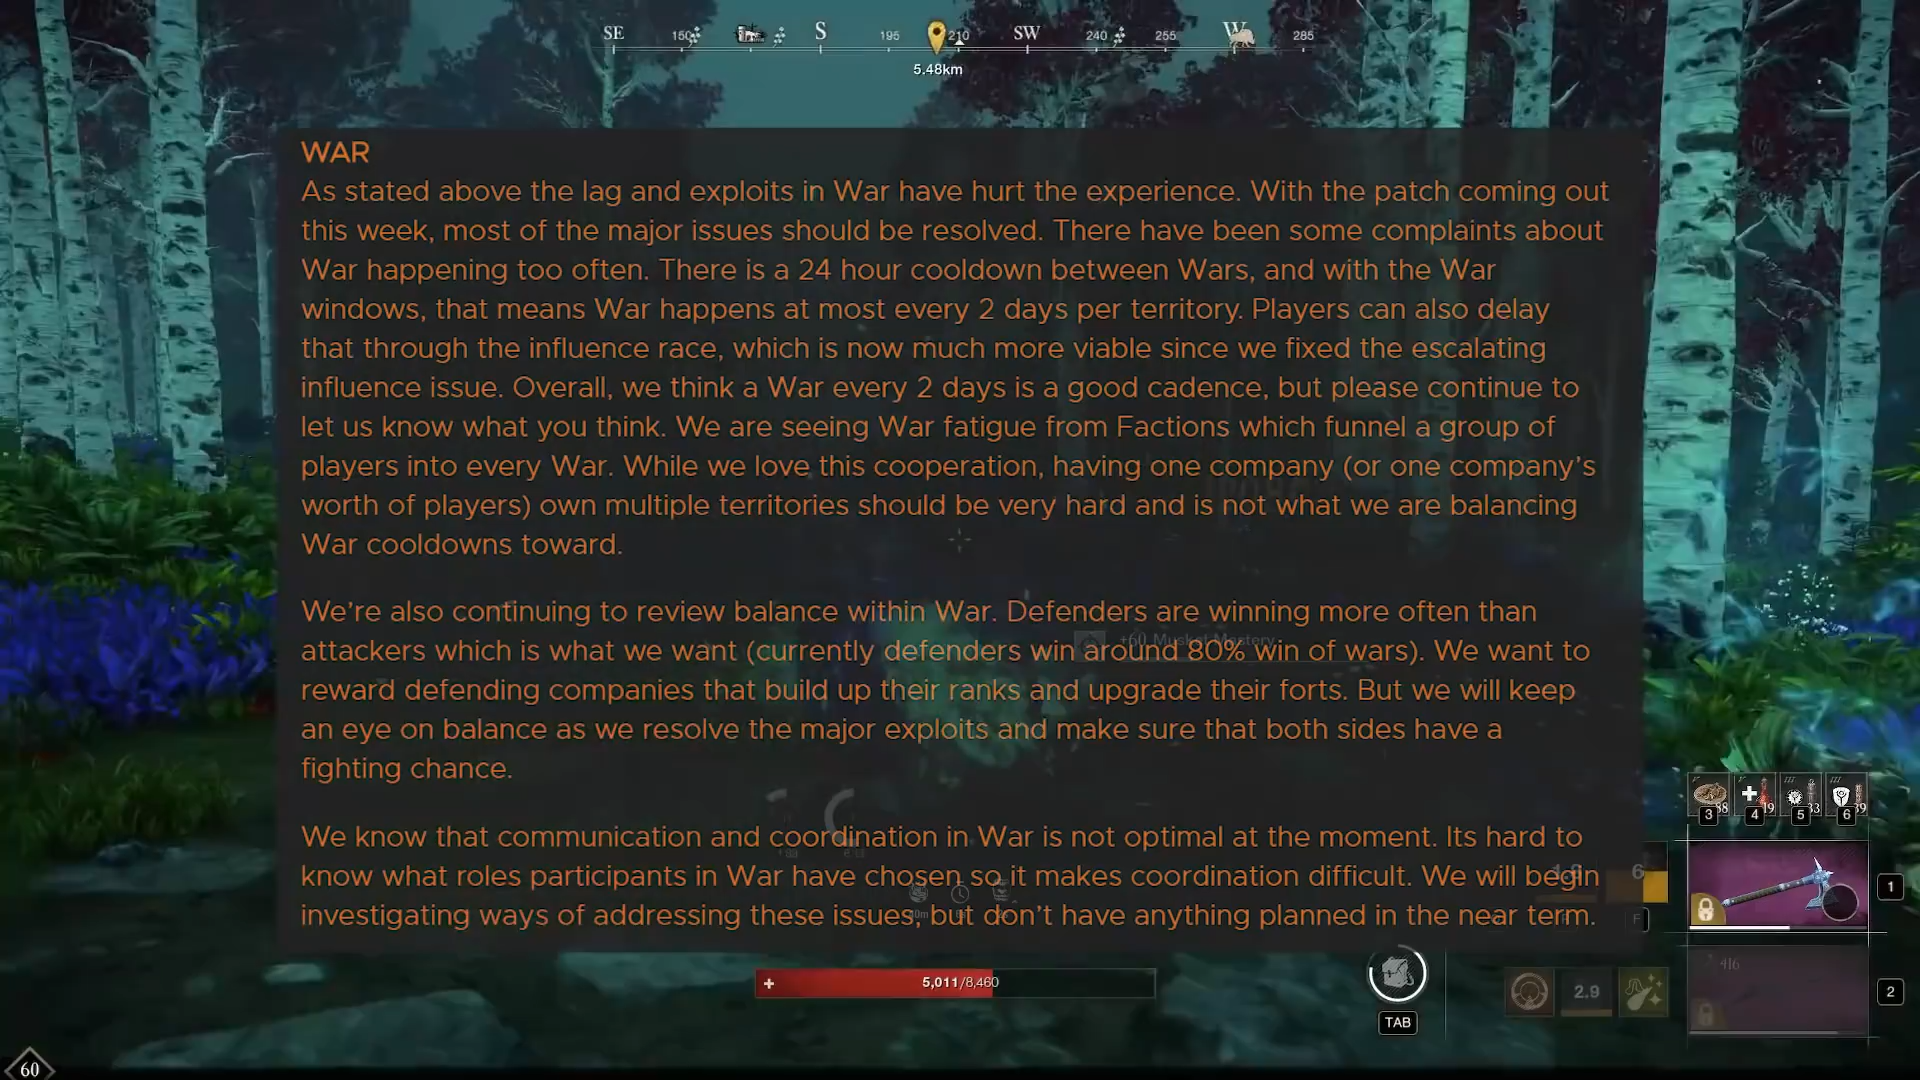 SE 150 S 195 210 SW 240 255 W 285
5.48km
WAR
As stated above the lag and exploits in War have hurt the experience. With the patch coming out
this week, most of the major issues should be resolved. There have been some complaints about
War happening too often. There is a 24 hour cooldown between Wars, and with the War
windows, that means War happens at most every 2 days per territory. Players can also delay
that through the influence race, which is now much more viable since we fixed the escalating
influence issue. Overall, we think a War every 2 days is a good cadence, but please continue to
let us know what you think. We are seeing War fatigue from Factions which funnel a group of
players into every War. While we love this cooperation, having one company (or one company's
worth of players) own multiple territories should be very hard and is not what we are balancing
War cooldowns toward.
We're also continuing to review balance within War. Defenders are winning more often than
+60 Musket Mastery
attackers which is what we want (currently defenders win around 80% win of wars). We want to
reward defending companies that build up their ranks and upgrade their forts. But we will keep
an eye on balance as we resolve the major exploits and make sure that both sides have a
fighting chance.
3 4 5 6
We know that communication and coordination in War is not optimal at the moment. Its hard to
know what roles participants in War have chosen so it makes coordination difficult. We will begin
investigating ways of addressing these issues, but don't have anything planned in the near term.
F
1
5,011/8,460
416
2.9
2
TAB
60